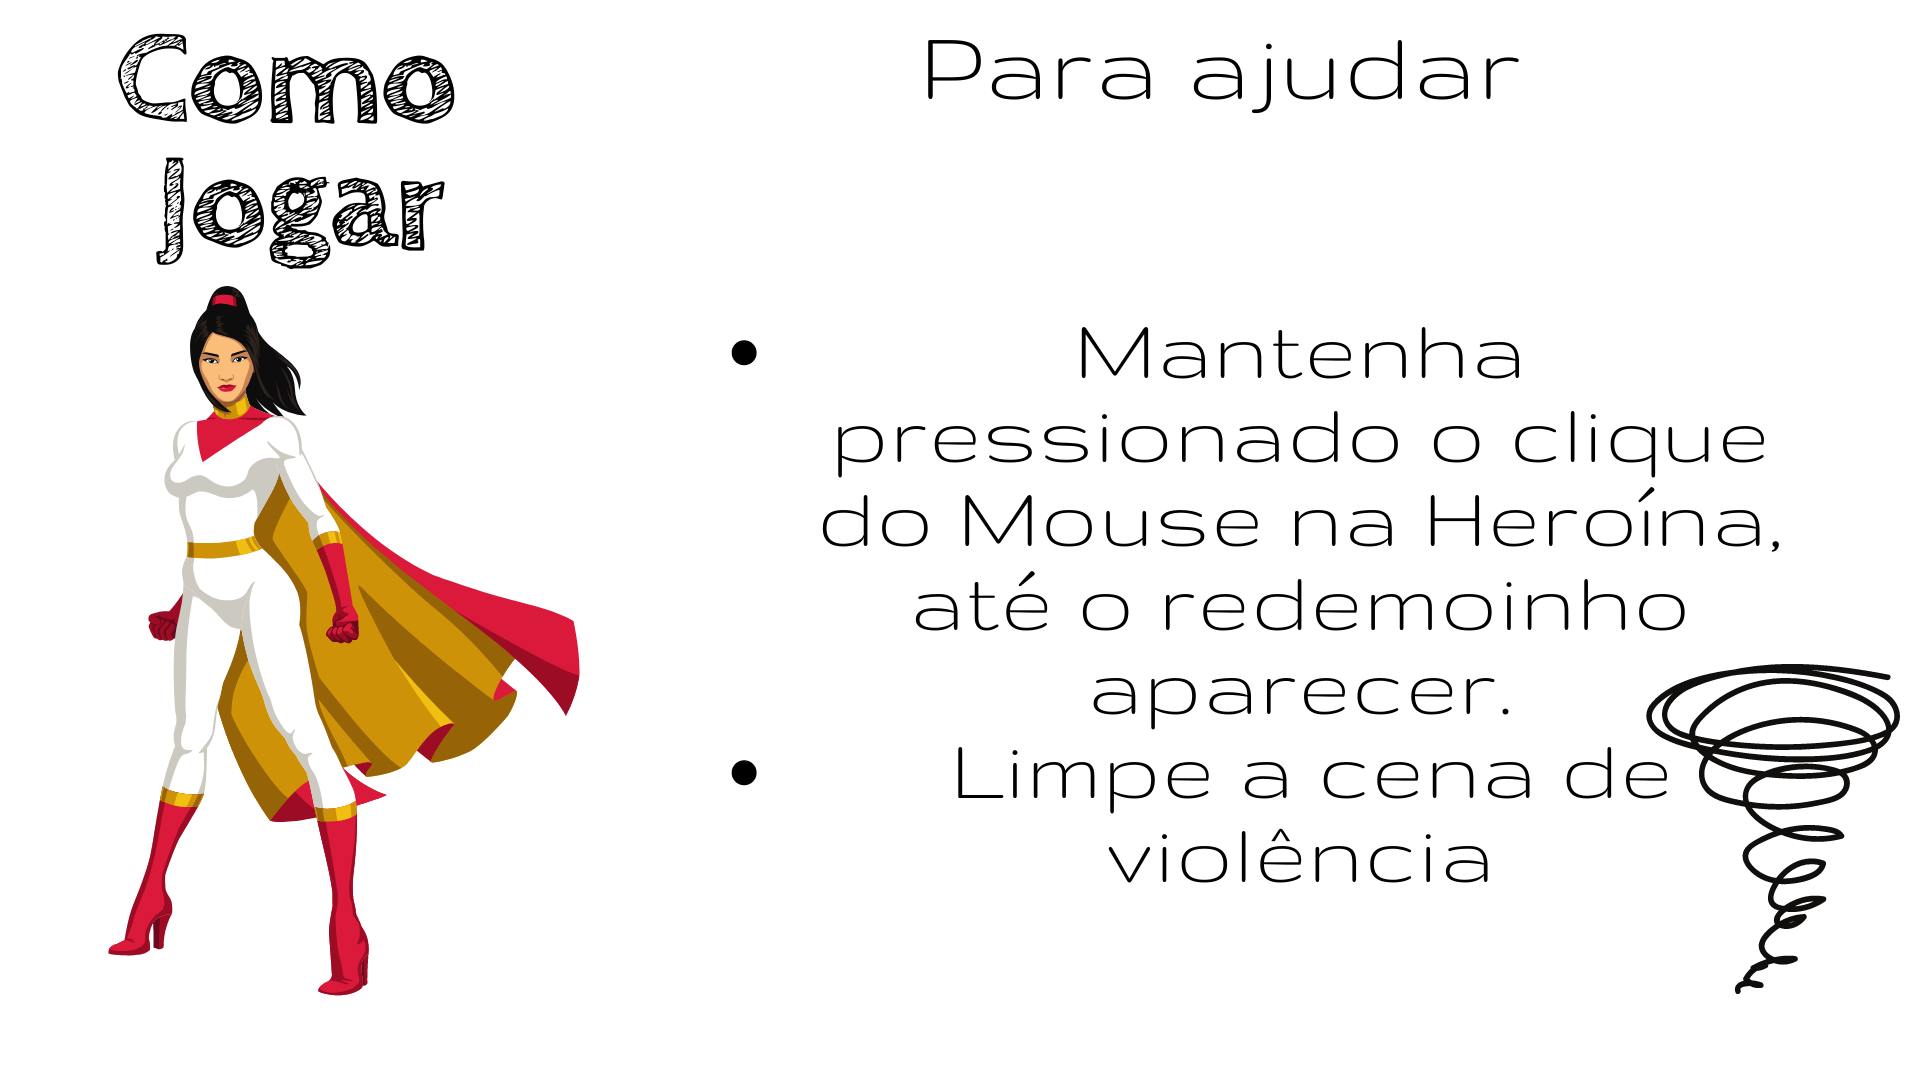 Como
Jogar
Para ajudar
• Mantenha
pressionado o clique
do Mouse na Heroína,
até o redemoinho
aparecer.
• Limpe a cena de
violência